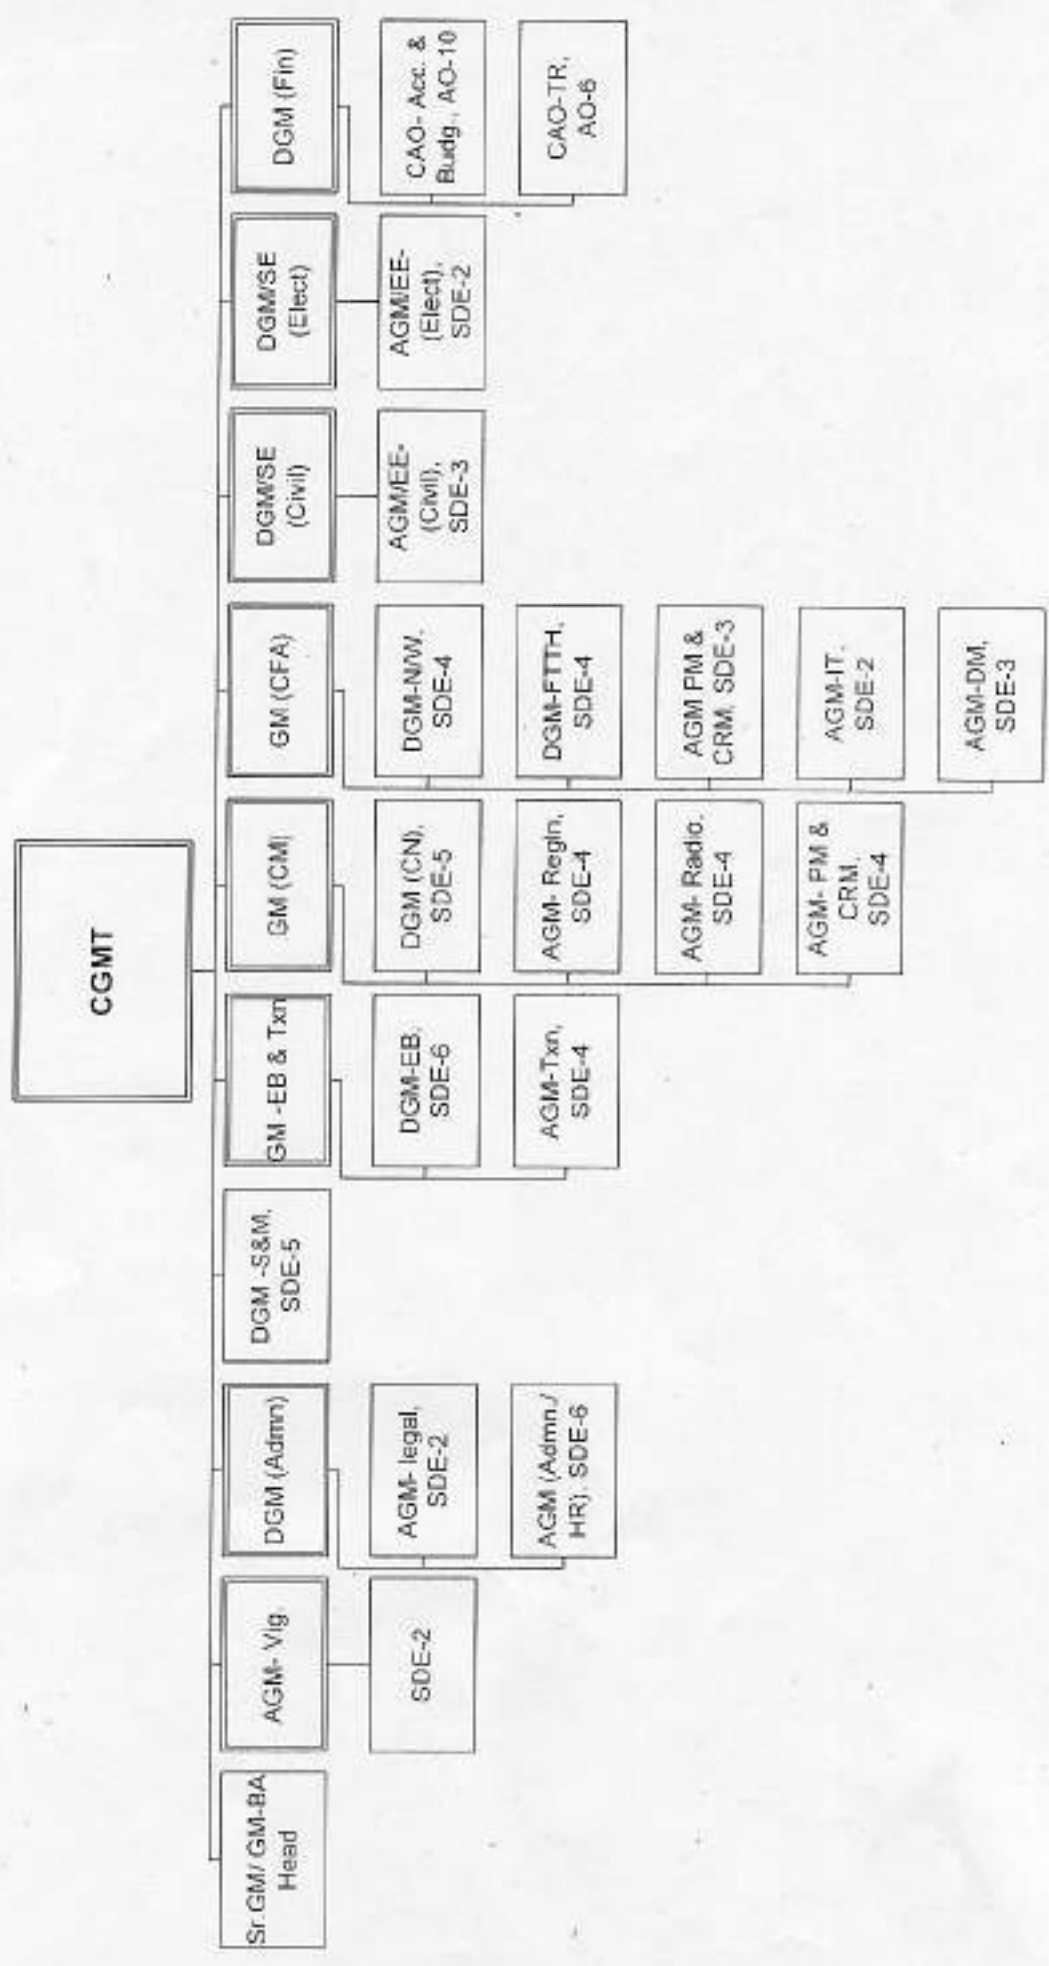 CGMT
Sr.GM/ GM-BA
Head
AGM- Vig.
SDE-2
DGM (Admn)
AGM- legal,
SDE-2
AGM (Admn./
HR), SDE-6
DGM -S&M,
SDE-5
GM -EB & Txn
DGM-EB,
SDE-6
AGM-Txn,
SDE-4
GM (CM)
DGM (CN),
SDE-5
AGM- Regln,
SDE-4
AGM- Radio,
SDE-4
AGM- PM &
CRM,
SDE-4
GM (CFA)
DGM-N/W,
SDE-4
DGM-FTTH,
SDE-4
AGM PM &
CRM, SDE-3
AGM-IT,
SDE-2
AGM-DM,
SDE-3
DGM/SE
(Civil)
AGM/EE-
(Civil),
SDE-3
DGM/SE
(Elect)
AGM/EE-
(Elect),
SDE-2
DGM (Fin)
CAO- Acc. &
Budg., AO-10
CAO-TR,
AO-6